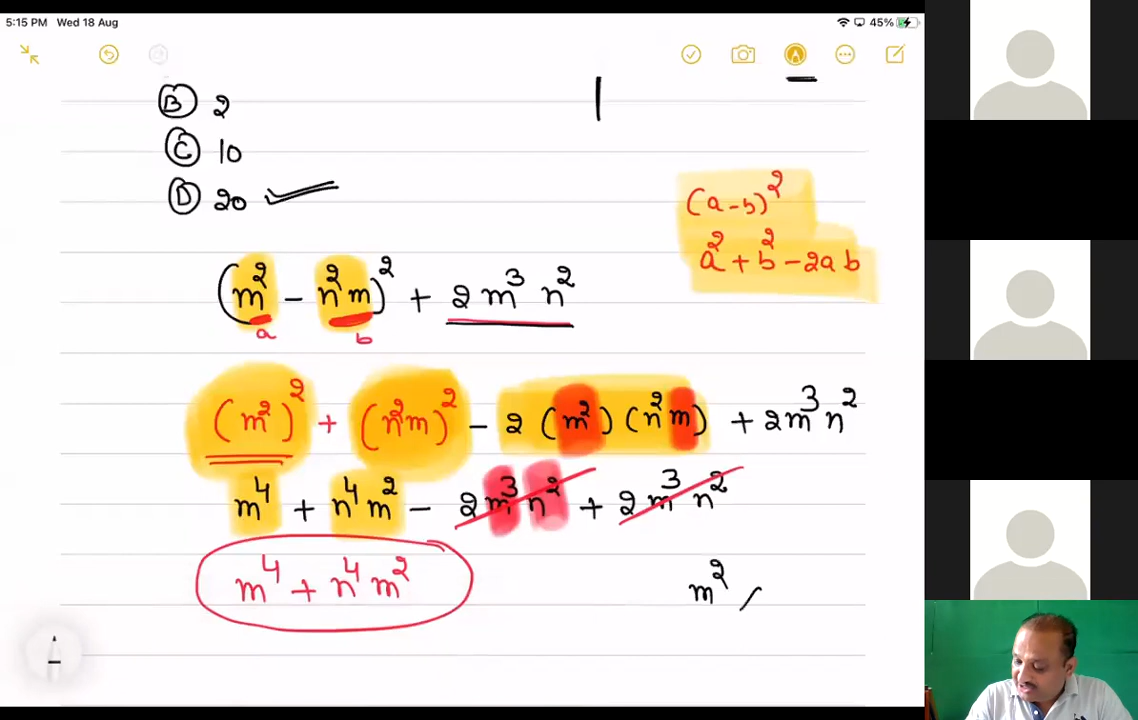 5:15 PM Wed 18 Aug 45%
B 2
C 10
D 20
(a-b)²
a²+b²-2ab
(m² - n²m)² + 2m³n²
a b
(m²)² + (n²m)² - 2(m²)(n²m) + 2m³n²
m⁴ + n⁴m² - 2m³n² + 2m³n²
m⁴ + n⁴m²
m²